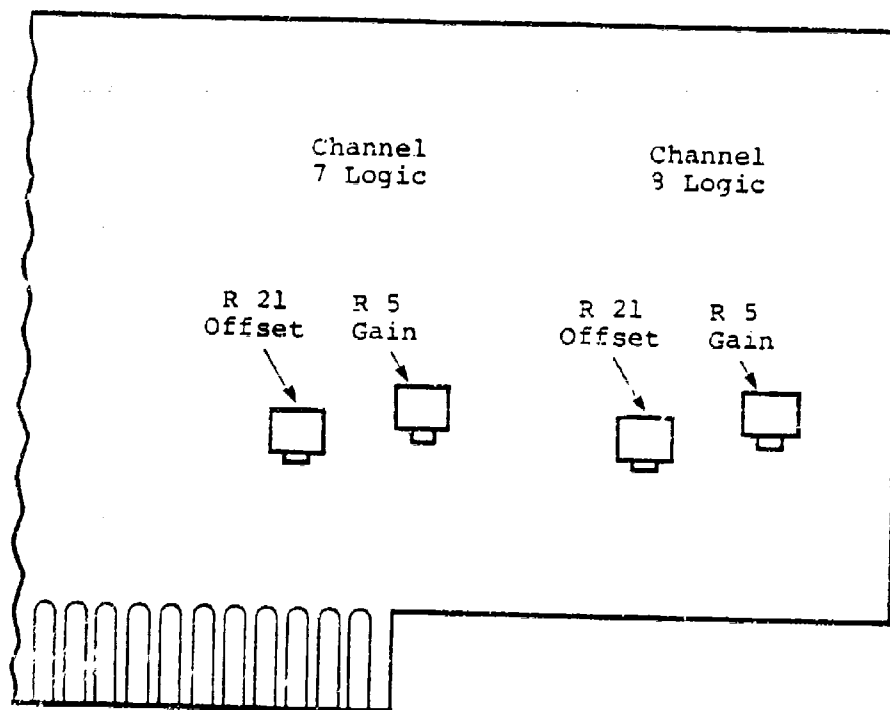 Channel
7 Logic
Channel
8 Logic
R 21
Offset
R 5
Gain
R 21
Offset
R 5
Gain